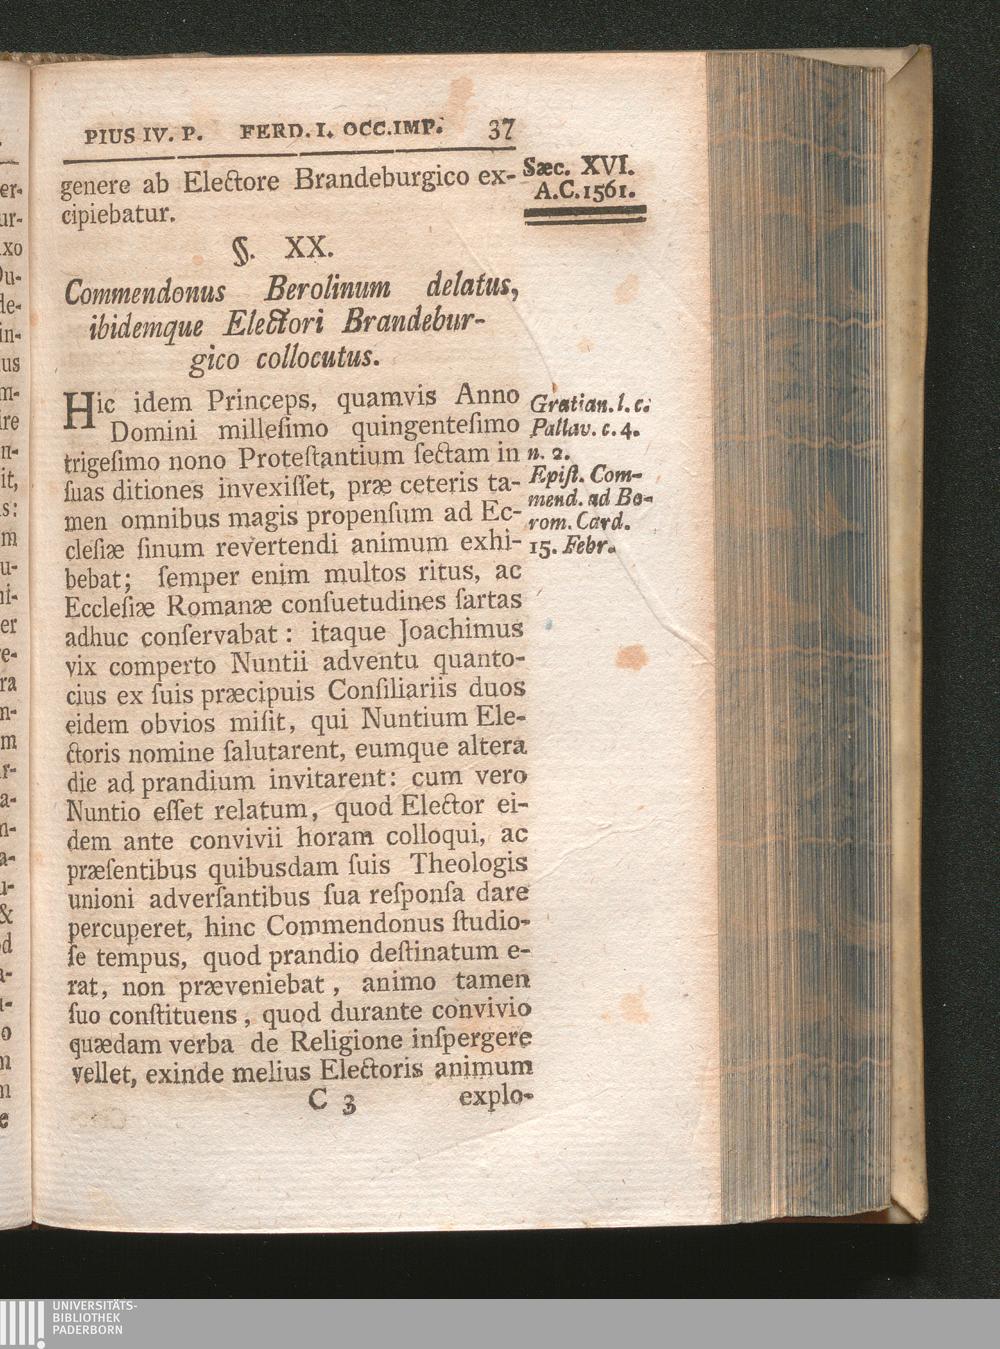 PIUS IV. P. FERD. I. OCC. IMP. 37
genere ab Electore Brandeburgico ex-
cipiebatur.
Sæc. XVI.
A.C. 1561.
§. XX.
Commendonus Berolinum delatus,
ibidemque Electori Brandebur-
gico collocutus.
Hic idem Princeps, quamvis Anno
Domini millesimo quingentesimo
trigesimo nono Protestantium sectam in
suas ditiones invexisset, præ ceteris ta-
men omnibus magis propensum ad Ec-
clesiæ sinum revertendi animum exhi-
bebat; semper enim multos ritus, ac
Ecclesiæ Romanæ consuetudines sartas
adhuc conservabat: itaque Joachimus
vix comperto Nuntii adventu quanto-
cius ex suis præcipuis Consiliariis duos
eidem obvios misit, qui Nuntium Ele-
ctoris nomine salutarent, eumque altera
die ad prandium invitarent: cum vero
Nuntio esset relatum, quod Elector ei-
dem ante convivii horam colloqui, ac
præsentibus quibusdam suis Theologis
unioni adversantibus sua responsa dare
percuperet, hinc Commendonus studio-
se tempus, quod prandio destinatum e-
rat, non præveniebat, animo tamen
suo constituens, quod durante convivio
quædam verba de Religione inspergere
vellet, exinde melius Electoris animum
Gratian. l. c.
Pallav. c. 4.
n. 2.
Epist. Com-
mend. ad Bo-
rom. Card.
15. Febr.
C 3 explo-
UNIVERSITÄTS-
BIBLIOTHEK
PADERBORN